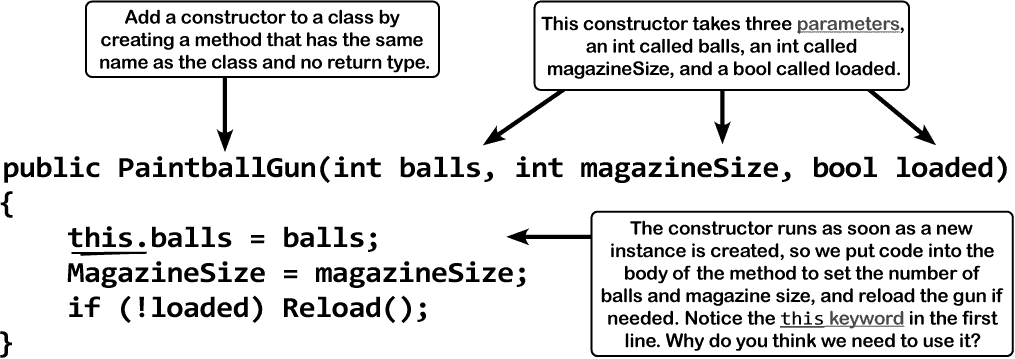 Add a constructor to a class by
creating a method that has the same
name as the class and no return type.
This constructor takes three parameters,
an int called balls, an int called
magazineSize, and a bool called loaded.
public PaintballGun(int balls, int magazineSize, bool loaded)
{
this.balls = balls;
MagazineSize = magazineSize;
if (!loaded) Reload();
}
The constructor runs as soon as a new
instance is created, so we put code into the
body of the method to set the number of
balls and magazine size, and reload the gun if
needed. Notice the this keyword in the first
line. Why do you think we need to use it?